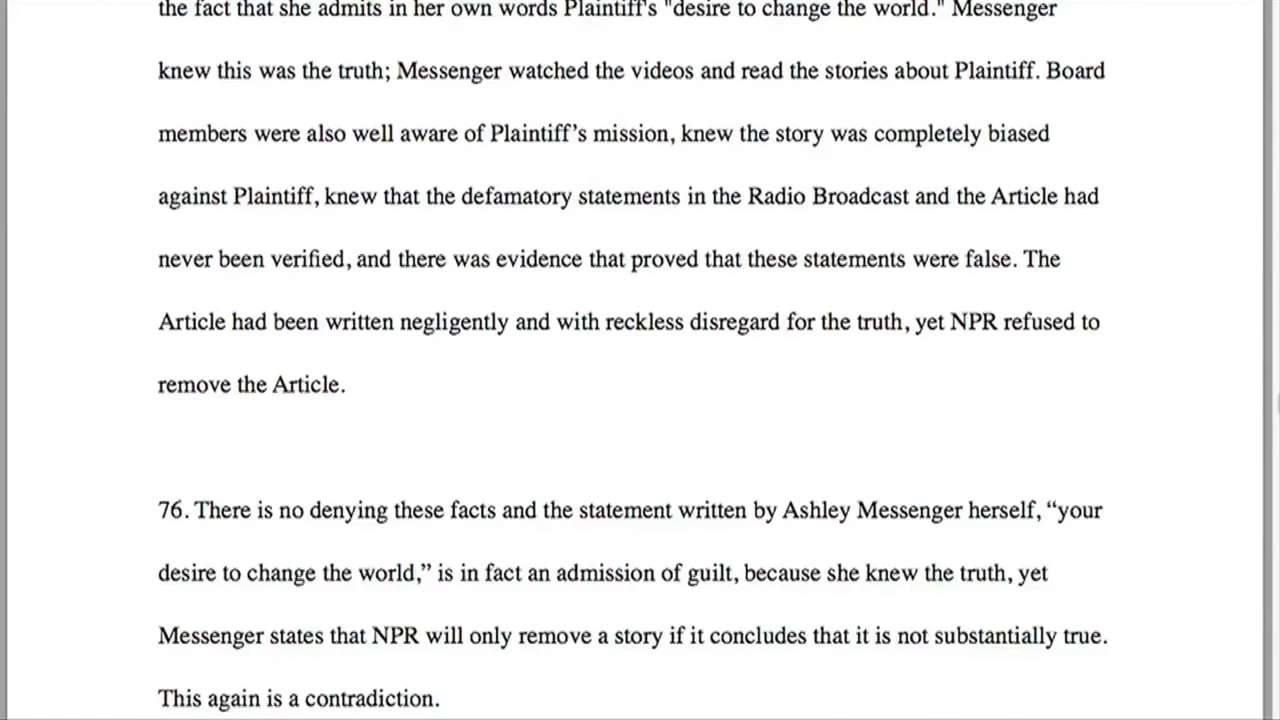 the fact that she admits in her own words Plaintiff's "desire to change the world." Messenger
knew this was the truth; Messenger watched the videos and read the stories about Plaintiff. Board
members were also well aware of Plaintiff’s mission, knew the story was completely biased
against Plaintiff, knew that the defamatory statements in the Radio Broadcast and the Article had
never been verified, and there was evidence that proved that these statements were false. The
Article had been written negligently and with reckless disregard for the truth, yet NPR refused to
remove the Article.
76. There is no denying these facts and the statement written by Ashley Messenger herself, “your
desire to change the world,” is in fact an admission of guilt, because she knew the truth, yet
Messenger states that NPR will only remove a story if it concludes that it is not substantially true.
This again is a contradiction.